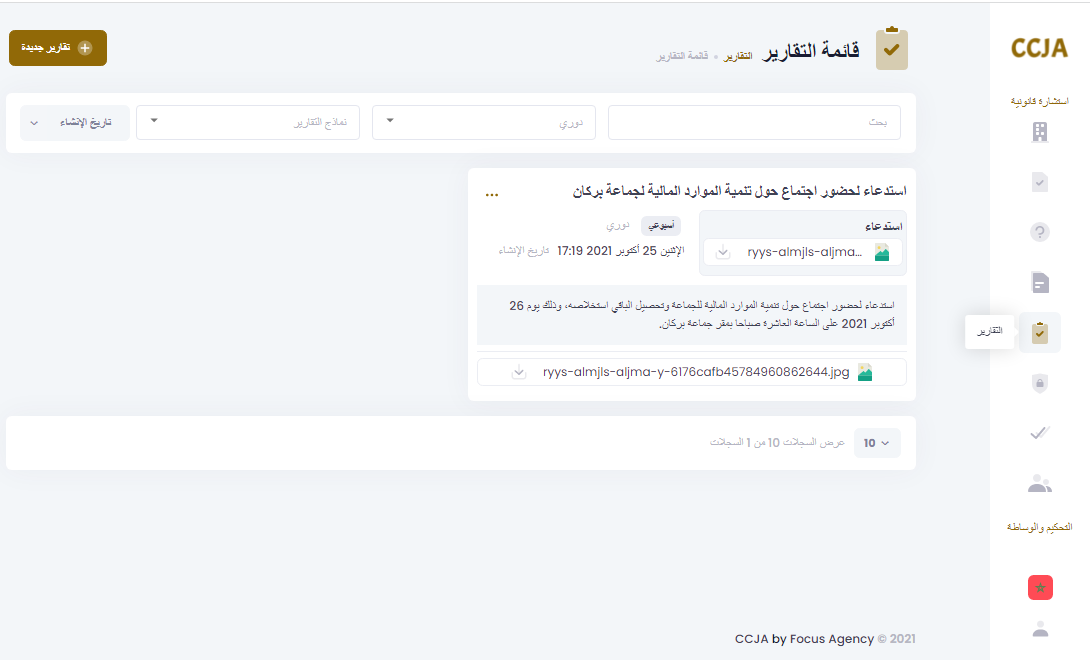 CCJA
استشارة قانونية
التقارير
التحكيم والوساطة
قائمة التقارير
التقارير • قائمة التقارير
تقارير جديدة
بحث
دوري
نماذج التقارير
تاريخ الإنشاء
استدعاء لحضور اجتماع حول تنمية الموارد المالية لجماعة بركان
...
استدعاء
ryys-almjls-aljma...
أسبوعي دوري
الإثنين 25 أكتوبر 2021 17:19 تاريخ الإنشاء
استدعاء لحضور اجتماع حول تنمية الموارد المالية للجماعة وتحصيل الباقي استخلاصه، وذلك يوم 26
أكتوبر 2021 على الساعة العاشرة صباحا بمقر جماعة بركان.
ryys-almjls-aljma-y-6176cafb45784960862644.jpg
10
عرض السجلات 10 من 1 السجلات
CCJA by Focus Agency © 2021